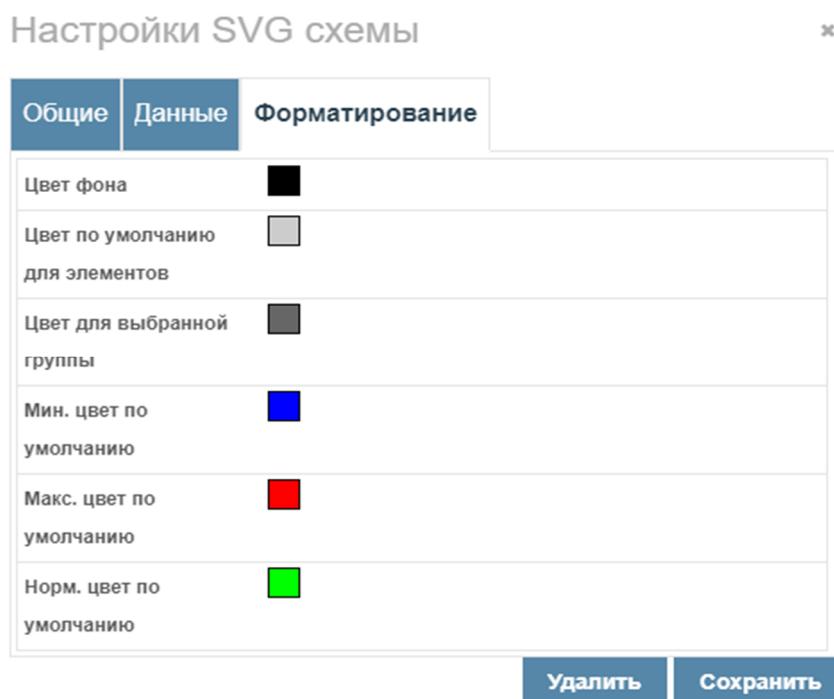 Настройки SVG схемы
Общие Данные Форматирование
Цвет фона
Цвет по умолчанию
для элементов
Цвет для выбранной
группы
Мин. цвет по
умолчанию
Макс. цвет по
умолчанию
Норм. цвет по
умолчанию
Удалить Сохранить